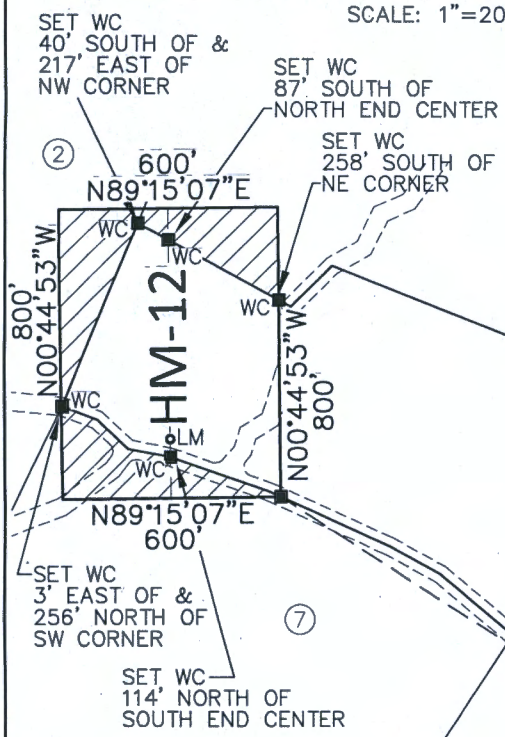 SCALE: 1"=20
SET WC
40' SOUTH OF &
217' EAST OF
NW CORNER
SET WC
87' SOUTH OF
NORTH END CENTER
SET WC
258' SOUTH OF
NE CORNER
2
600'
N89°15'07"E
WC
WC
WC
800'
N00°44'53"W
HM-12
N00°44'53"W
800'
WC
LM
WC
N89°15'07"E
600'
SET WC
3' EAST OF &
256' NORTH OF
SW CORNER
7
SET WC
114' NORTH OF
SOUTH END CENTER